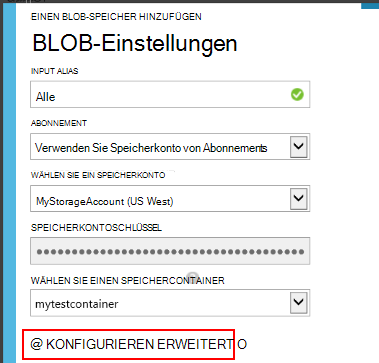 EINEN BLOB-SPEICHER HINZUFÜGEN
BLOB-Einstellungen
INPUT ALIAS
Alle
ABONNEMENT
Verwenden Sie Speicherkonto von Abonnements
WÄHLEN SIE EIN SPEICHERKONTO
MyStorageAccount (US West)
SPEICHERKONTOSCHLÜSSEL
WÄHLEN SIE EINEN SPEICHERCONTAINER
mytestcontainer
@ KONFIGURIEREN ERWEITERT O